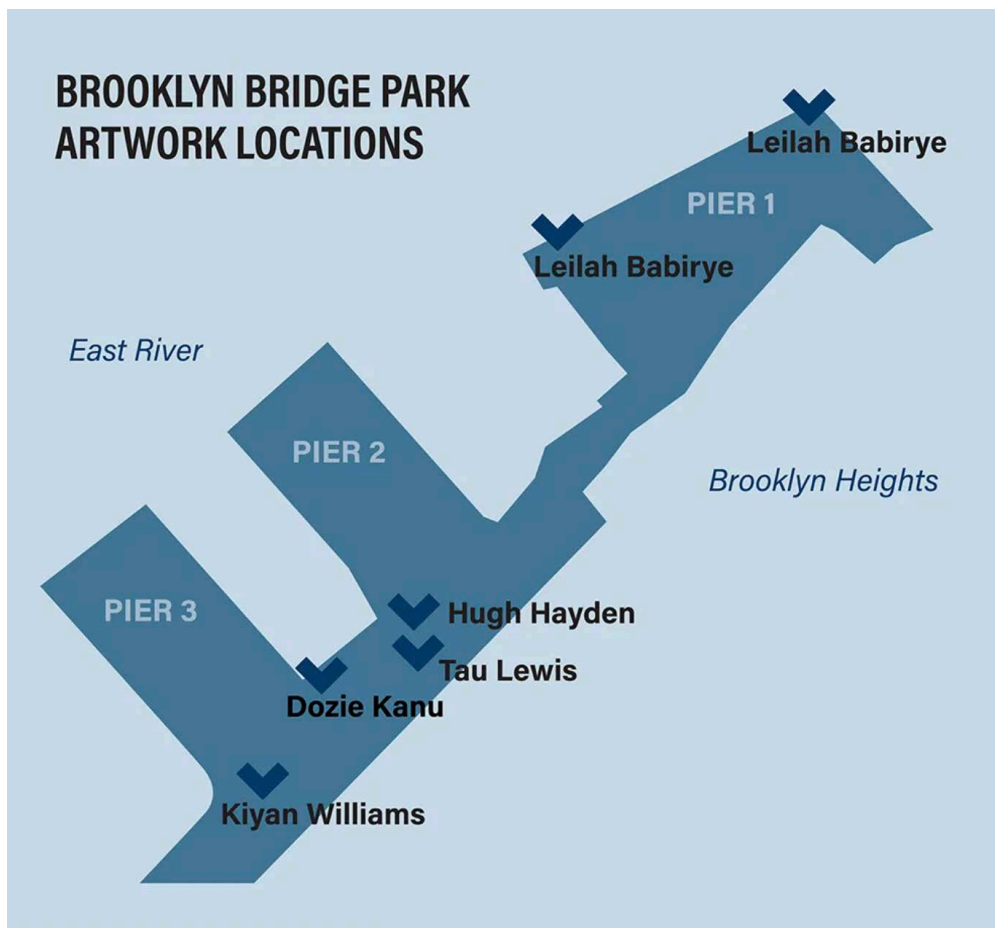 BROOKLYN BRIDGE PARK
ARTWORK LOCATIONS
Leilah Babirye
PIER 1
Leilah Babirye
East River
PIER 2
Brooklyn Heights
PIER 3
Hugh Hayden
Tau Lewis
Dozie Kanu
Kiyan Williams